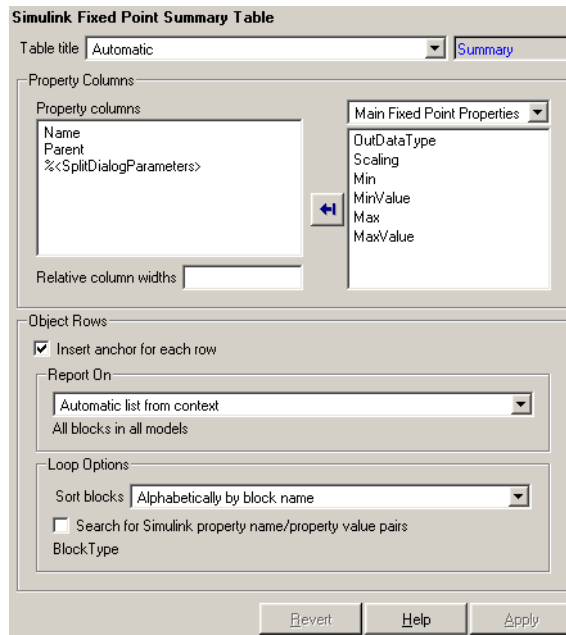 Simulink Fixed Point Summary Table
Table title Automatic Summary
Property Columns
Property columns Main Fixed Point Properties
Name
Parent
%<SplitDialogParameters>
OutDataType
Scaling
Min
MinValue
Max
MaxValue
Relative column widths
Object Rows
Insert anchor for each row
Report On
Automatic list from context
All blocks in all models
Loop Options
Sort blocks Alphabetically by block name
Search for Simulink property name/property value pairs
BlockType
Revert Help Apply